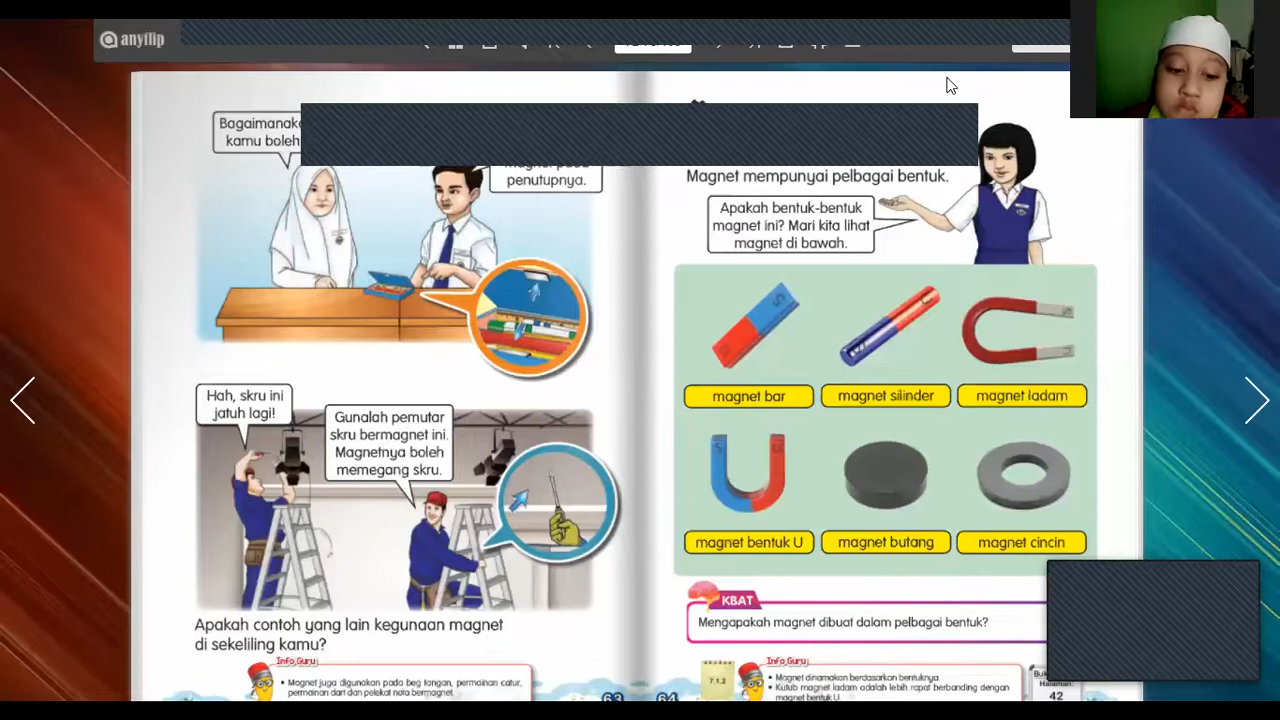 anyflip
Bagaimanaka
kamu boleh
penutupnya.
Hah, skru ini
jatuh lagi!
Gunalah pemutar
skru bermagnet ini.
Magnetnya boleh
memegang skru.
Apakah contoh yang lain kegunaan magnet
di sekeliling kamu?
Info Guru
• Magnet juga digunakan pada beg tangan, permainan catur,
permainan dart dan pelekat nota bermagnet.
63
Magnet mempunyai pelbagai bentuk.
Apakah bentuk-bentuk
magnet ini? Mari kita lihat
magnet di bawah.
magnet bar
magnet silinder
magnet ladam
magnet bentuk U
magnet butang
magnet cincin
KBAT
Mengapakah magnet dibuat dalam pelbagai bentuk?
7.1.2
Info Guru
• Magnet dinamakan berdasarkan bentuknya.
• Kutub magnet ladam adalah lebih rapat berbanding dengan
magnet bentuk U.
64
Halaman:
42